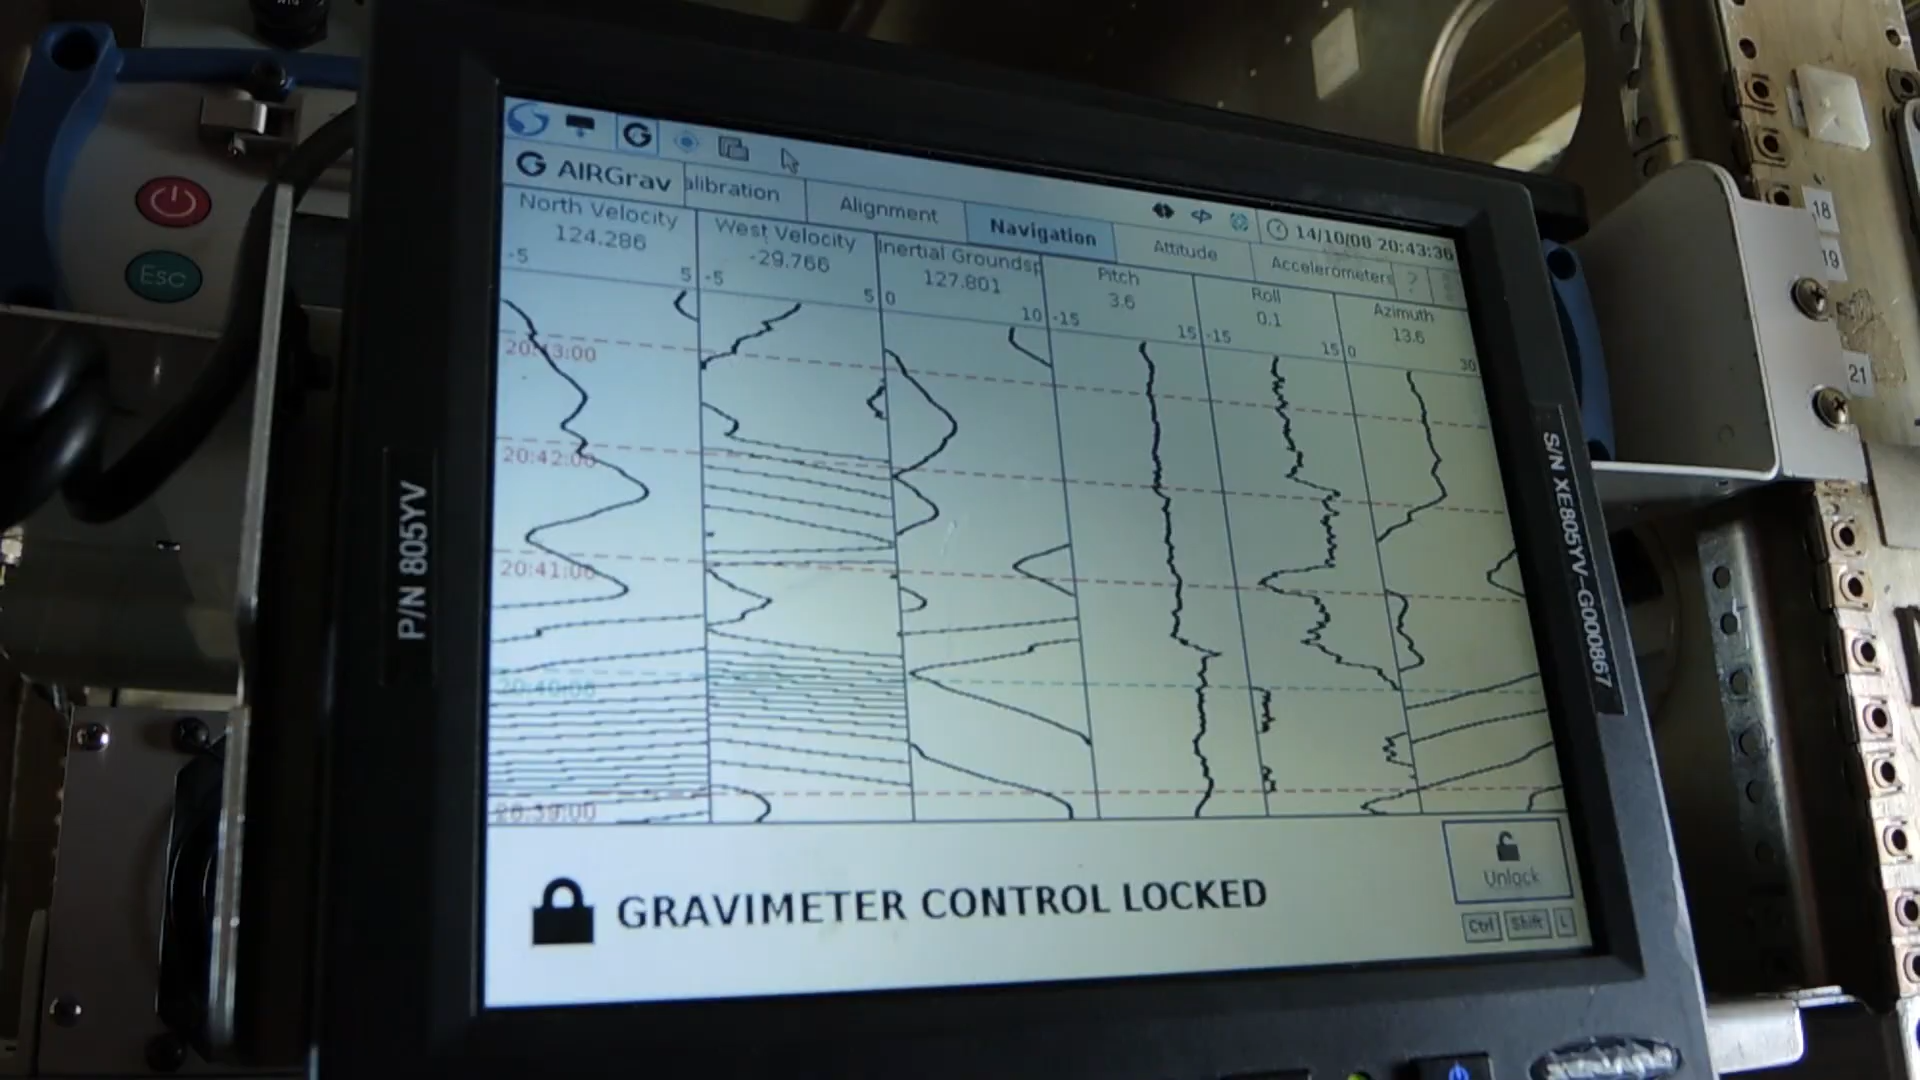 Esc
P/N 805YV
AIRGrav
alibration
Alignment
Navigation
Attitude
Accelerometers
?
14/10/08 20:43:36
North Velocity
124.286
-5 5
West Velocity
-29.766
-5 5
Inertial Groundsp
127.801
0 10
Pitch
3.6
-15 15
Roll
0.1
-15 15
Azimuth
13.6
0 30
20:43:00
20:42:00
20:41:00
20:40:00
20:39:00
GRAVIMETER CONTROL LOCKED
Unlock
Ctrl Shift L
S/N XE805YV-G000867
18
19
21